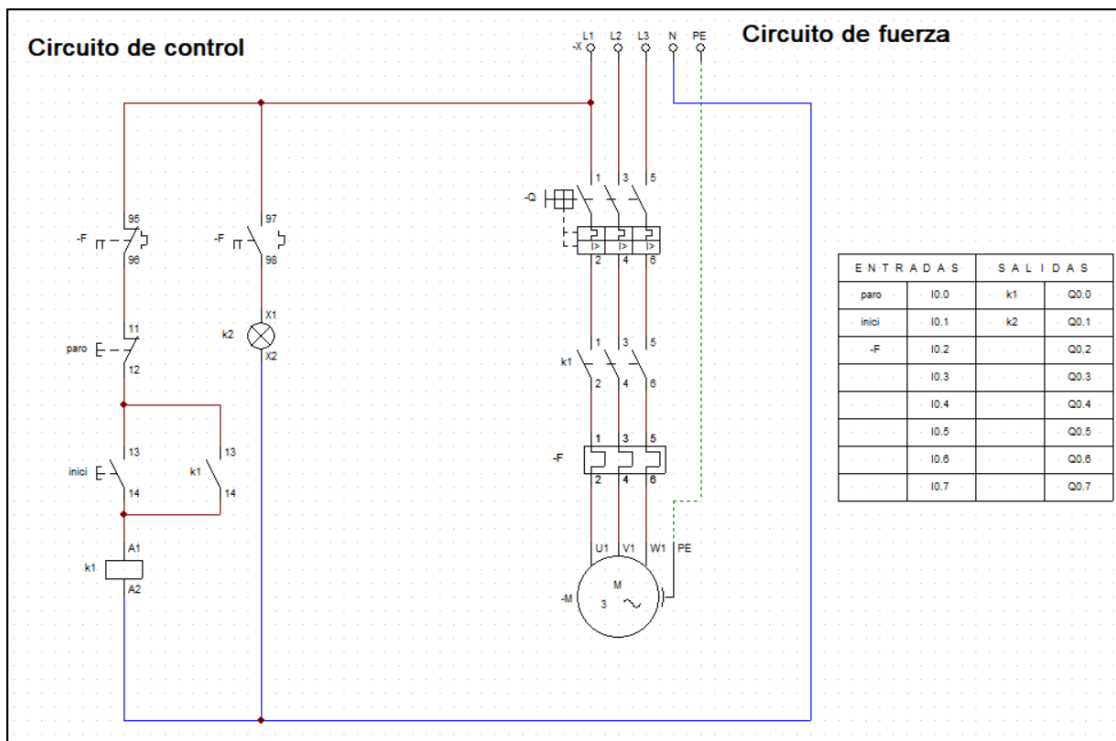 Circuito de control
Circuito de fuerza
L1 L2 L3 N PE
-X
1 3 5
-Q
I> I> I>
2 4 6
95
-F
96
97
-F
98
11
paro
12
X1
k2
X2
13
inici
14
13
k1
14
A1
k1
A2
1 3 5
k1
2 4 6
1 3 5
-F
2 4 6
U1 V1 W1 PE
M
-M
3
ENTRADAS SALIDAS
paro I0.0 k1 Q0.0
inici I0.1 k2 Q0.1
-F I0.2 Q0.2
I0.3 Q0.3
I0.4 Q0.4
I0.5 Q0.5
I0.6 Q0.6
I0.7 Q0.7